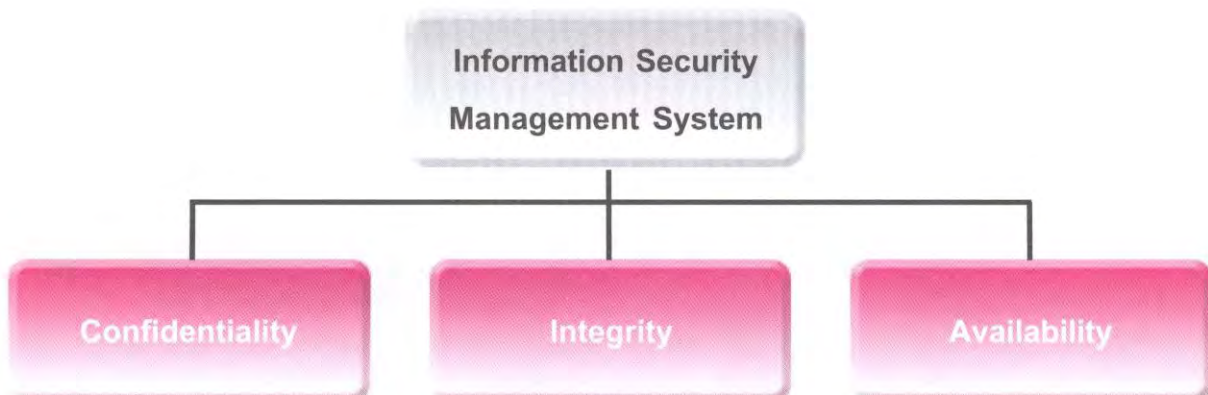 Information Security
Management System
Confidentiality
Integrity
Availability